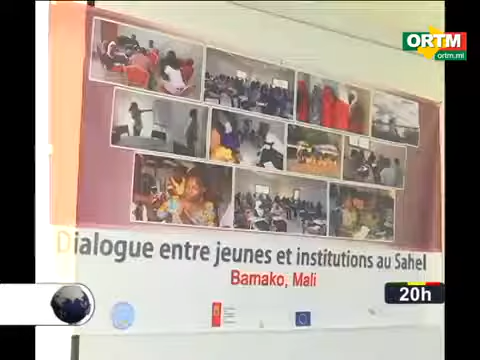 ORTM
ortm.ml
Dialogue entre jeunes et institutions au Sahel
Bamako, Mali
20h